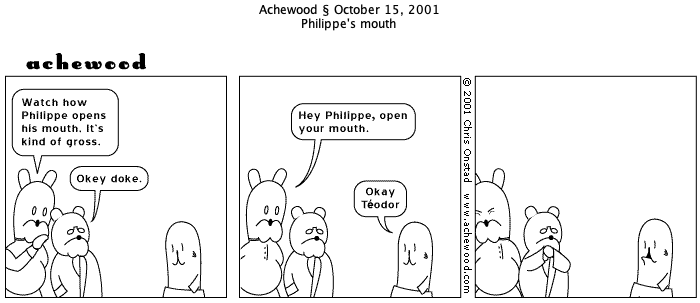 Achewood § October 15, 2001
Philippe's mouth
achewood
Watch how
Philippe opens
his mouth. It's
kind of gross.
Okey doke.
Hey Philippe, open
your mouth.
Okay
Téodor
© 2001 Chris Onstad www.achewood.com